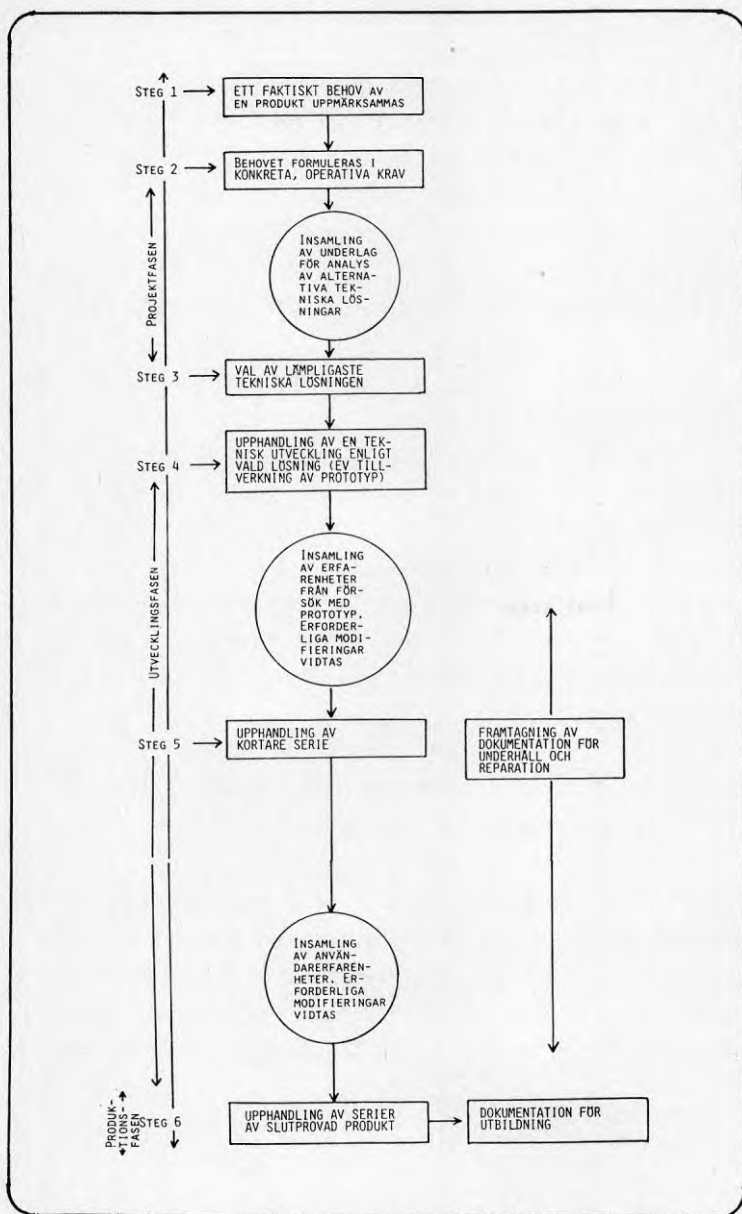 STEG 1
ETT FAKTISKT BEHOV AV
EN PRODUKT UPPMÄRKSAMMAS
STEG 2
BEHOVET FORMULERAS I
KONKRETA, OPERATIVA KRAV
PROJEKTFASEN
INSAMLING
AV UNDERLAG
FÖR ANALYS
AV ALTERNA-
TIVA TEK-
NISKA LÖS-
NINGAR
STEG 3
VAL AV LÄMPLIGASTE
TEKNISKA LÖSNINGEN
STEG 4
UPPHANDLING AV EN TEK-
NISK UTVECKLING ENLIGT
VALD LÖSNING (EV TILL-
VERKNING AV PROTOTYP)
UTVECKLINGSFASEN
INSAMLING
AV ERFA-
RENHETER
FRÅN FÖR-
SÖK MED
PROTOTYP.
ERFORDER-
LIGA MODI-
FIERINGAR
VIDTAS
STEG 5
UPPHANDLING AV
KORTARE SERIE
FRAMTAGNING AV
DOKUMENTATION FÖR
UNDERHÅLL OCH
REPARATION
INSAMLING
AV ANVÄN-
DARERFAREN-
HETER. ER-
FORDERLIGA
MODIFIERINGAR
VIDTAS
PRODUK-
TIONS-
FASEN
STEG 6
UPPHANDLING AV SERIER
AV SLUTPROVAD PRODUKT
DOKUMENTATION FÖR
UTBILDNING